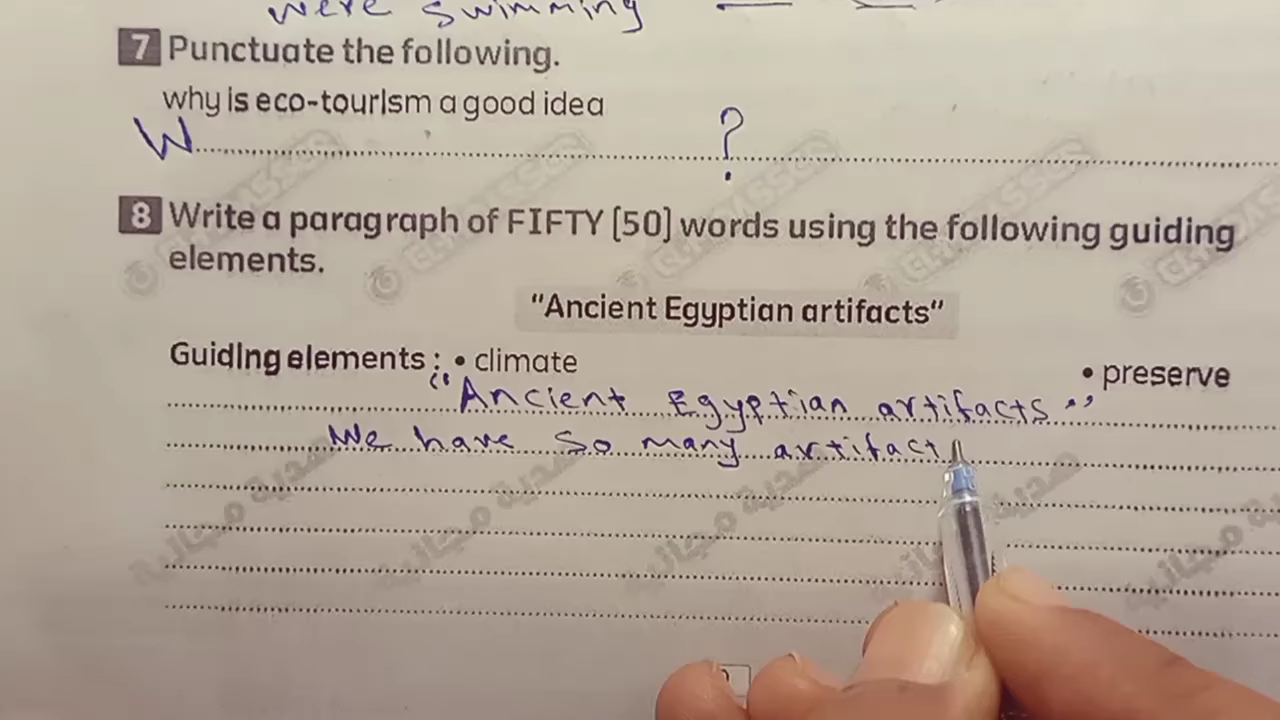 were swimming
7 Punctuate the following.
why is eco-tourism a good idea
W ?
8 Write a paragraph of FIFTY [50] words using the following guiding
elements.
"Ancient Egyptian artifacts"
Guiding elements : • climate • preserve
"Ancient Egyptian artifacts"
We have so many artifact